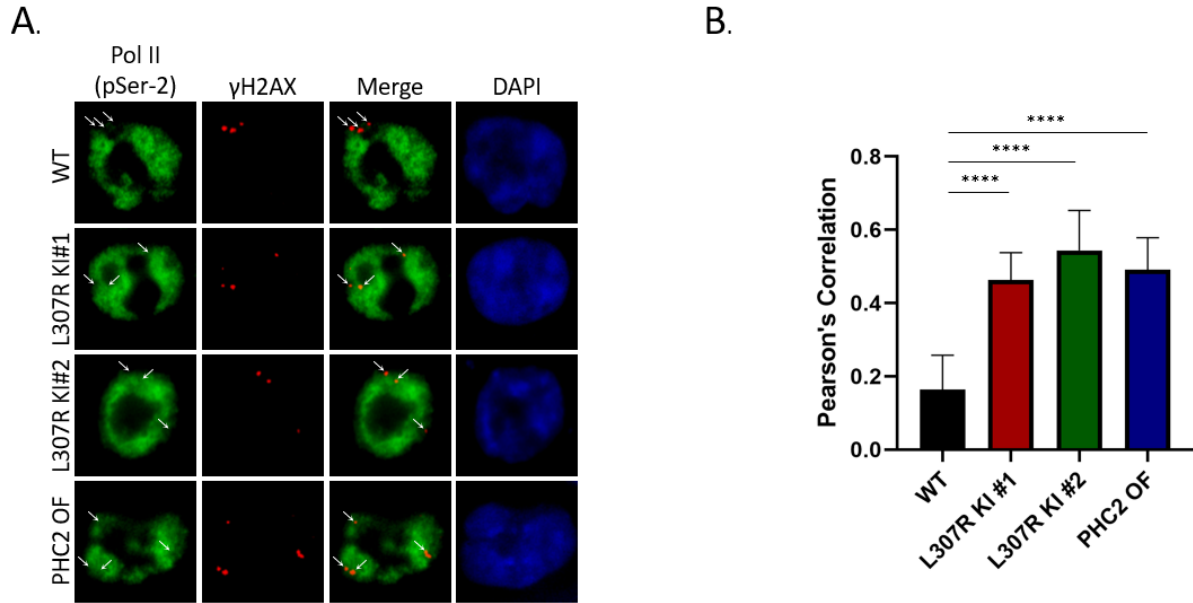 A.
B.
Pol II
(pSer-2)
γH2AX
Merge
DAPI
WT
L307R KI#1
L307R KI#2
PHC2 OF
Pearson's Correlation
0.8
0.6
0.4
0.2
0.0
****
****
****
WT
L307R KI #1
L307R KI #2
PHC2 OF